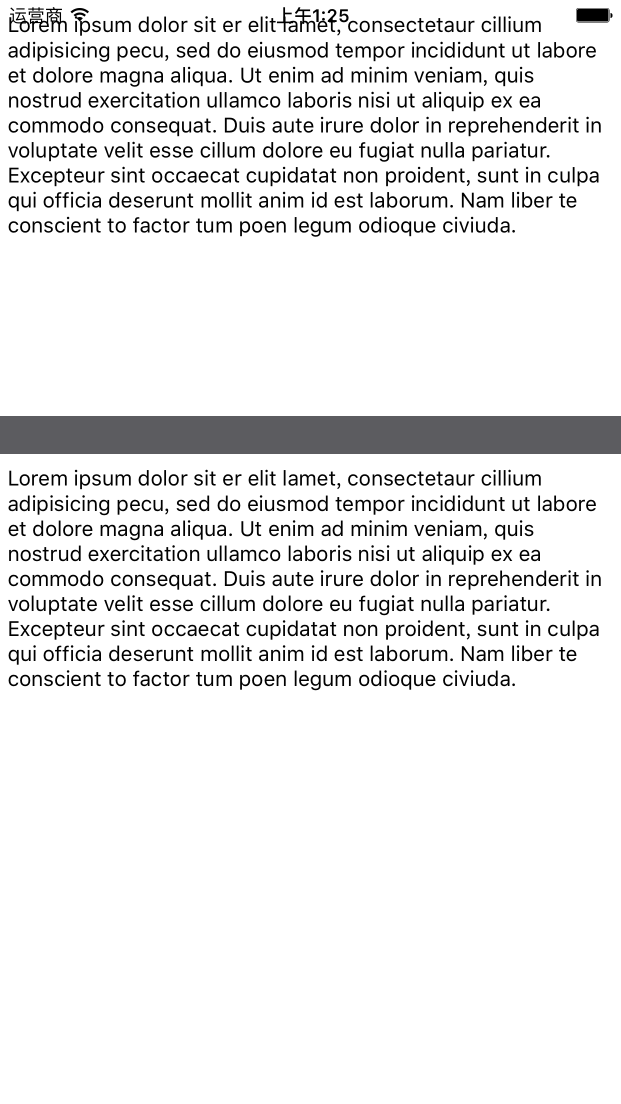 运营商 上午1:25
Lorem ipsum dolor sit er elit lamet, consectetaur cillium
adipisicing pecu, sed do eiusmod tempor incididunt ut labore
et dolore magna aliqua. Ut enim ad minim veniam, quis
nostrud exercitation ullamco laboris nisi ut aliquip ex ea
commodo consequat. Duis aute irure dolor in reprehenderit in
voluptate velit esse cillum dolore eu fugiat nulla pariatur.
Excepteur sint occaecat cupidatat non proident, sunt in culpa
qui officia deserunt mollit anim id est laborum. Nam liber te
conscient to factor tum poen legum odioque civiuda.
Lorem ipsum dolor sit er elit lamet, consectetaur cillium
adipisicing pecu, sed do eiusmod tempor incididunt ut labore
et dolore magna aliqua. Ut enim ad minim veniam, quis
nostrud exercitation ullamco laboris nisi ut aliquip ex ea
commodo consequat. Duis aute irure dolor in reprehenderit in
voluptate velit esse cillum dolore eu fugiat nulla pariatur.
Excepteur sint occaecat cupidatat non proident, sunt in culpa
qui officia deserunt mollit anim id est laborum. Nam liber te
conscient to factor tum poen legum odioque civiuda.